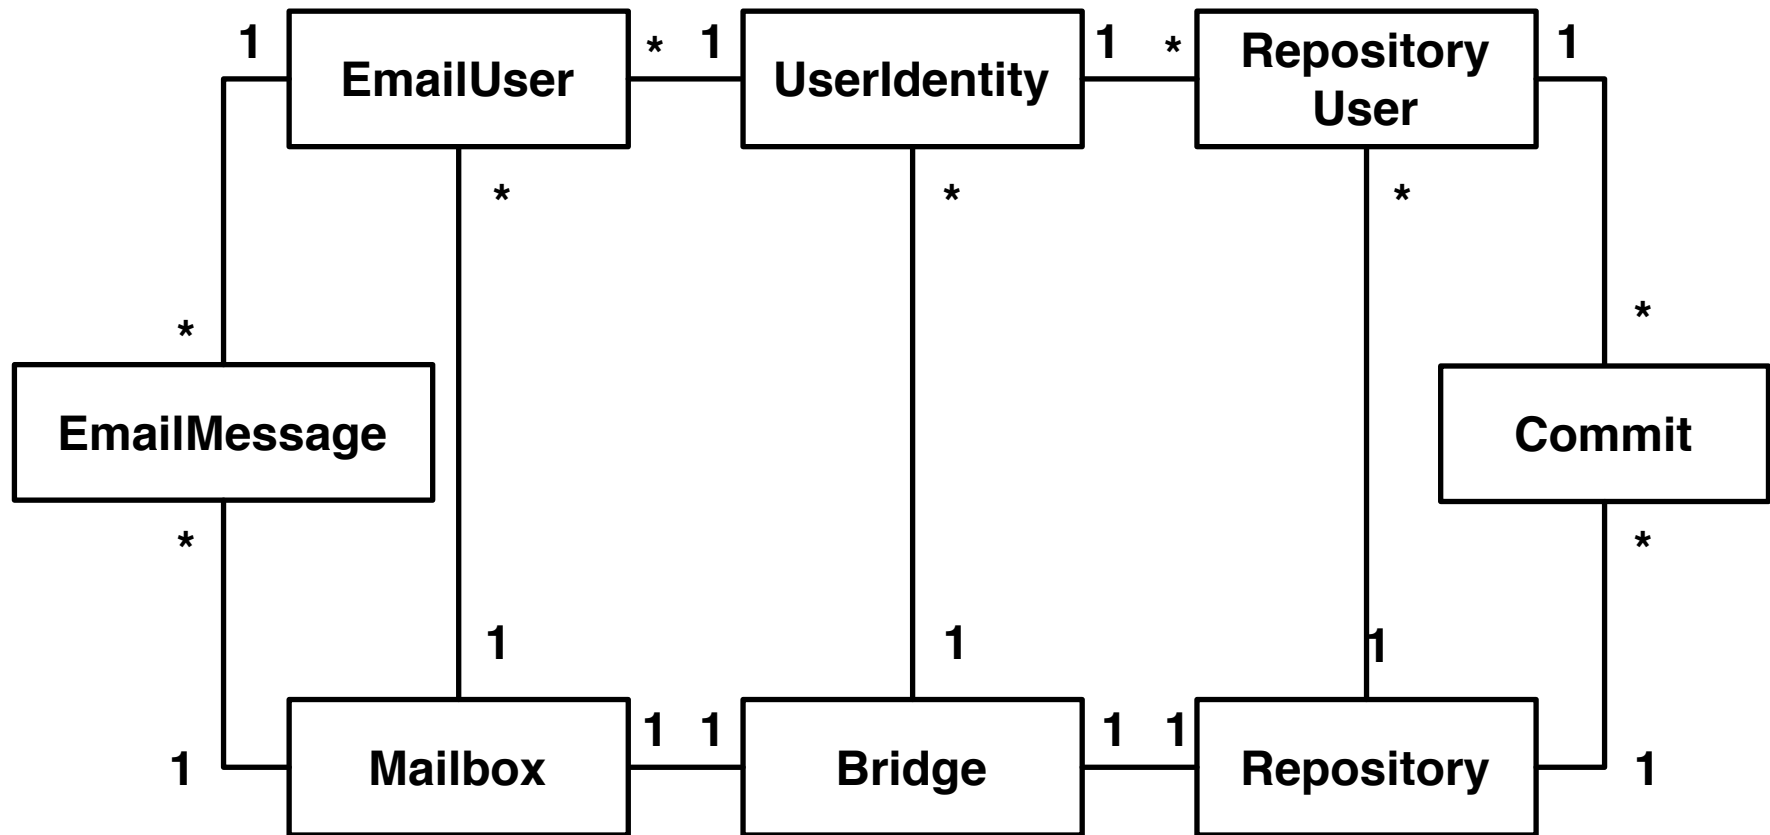 1
EmailUser
*
1
UserIdentity
1
*
Repository
User
1
*
*
*
*
*
EmailMessage
Commit
*
*
1
1
1
1
Mailbox
1
1
Bridge
1
1
Repository
1